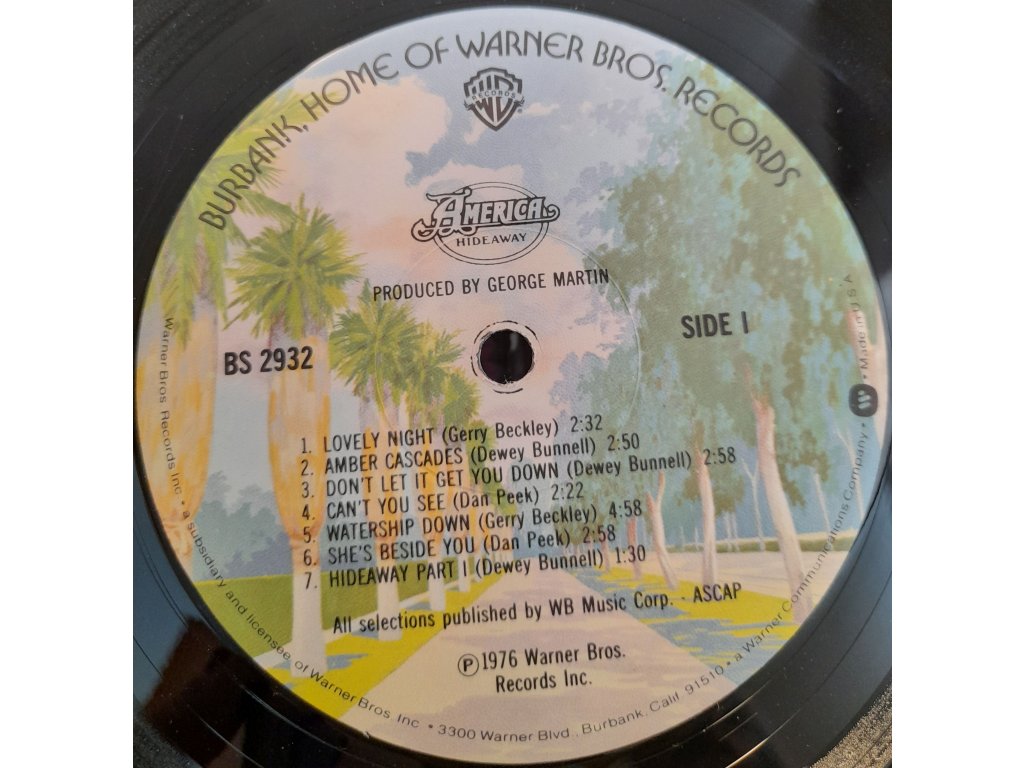 BURBANK, HOME OF WARNER BROS. RECORDS
WB
RECORDS
AMERICA
HIDEAWAY
PRODUCED BY GEORGE MARTIN
BS 2932
SIDE I
1. LOVELY NIGHT (Gerry Beckley) 2:32
2. AMBER CASCADES (Dewey Bunnell) 2:50
3. DON'T LET IT GET YOU DOWN (Dewey Bunnell) 2:58
4. CAN'T YOU SEE (Dan Peek) 2:22
5. WATERSHIP DOWN (Gerry Beckley) 4:58
6. SHE'S BESIDE YOU (Dan Peek) 2:58
7. HIDEAWAY PART I (Dewey Bunnell) 1:30
All selections published by WB Music Corp. - ASCAP
℗1976 Warner Bros.
Records Inc.
Warner Bros Records Inc. • a subsidiary and licensee of Warner Bros. Inc • 3300 Warner Blvd., Burbank, Calif. 91510 • a Warner Communications Company • Made in U.S.A.